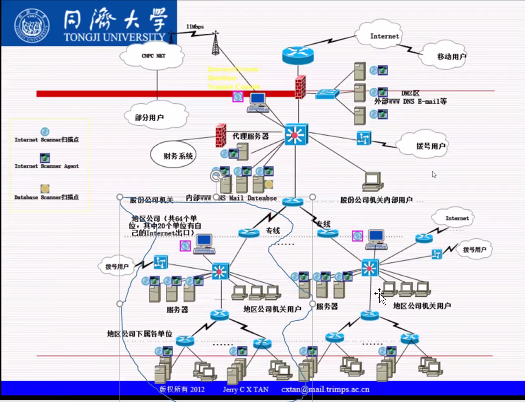 同濟大学
TONGJI UNIVERSITY
11Mbps
CNPC NET
Internet
移动用户
DMZ区
外部WWW DNS E-mail等
部分用户
代理服务器
拨号用户
Internet Scanner扫描点
财务系统
Internet Scanner Agent
Database Scanner扫描点
内部WWW
Mail Datesbse
股份公司机关
股份公司机关内部用户
地区公司（共64个单
位，其中20个单位有自
己的Internet出口）
专线
专线
Internet
拨号用户
拨号用户
服务器
地区公司机关用户
服务器
地区公司机关用户
地区公司下属各单位
版权所有 2012
Jerry C X TAN
cxtan@mail.trimps.ac.cn